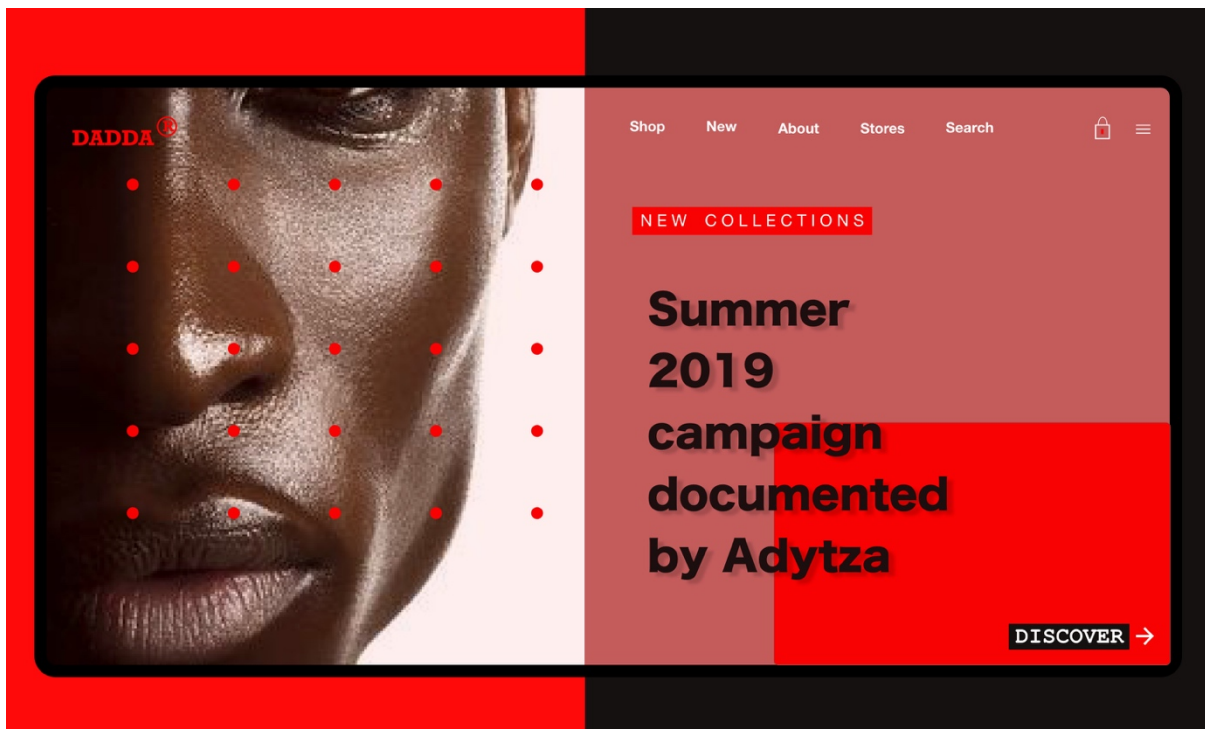 DADDA®
Shop New About Stores Search
NEW COLLECTIONS
Summer
2019
campaign
documented
by Adytza
DISCOVER →